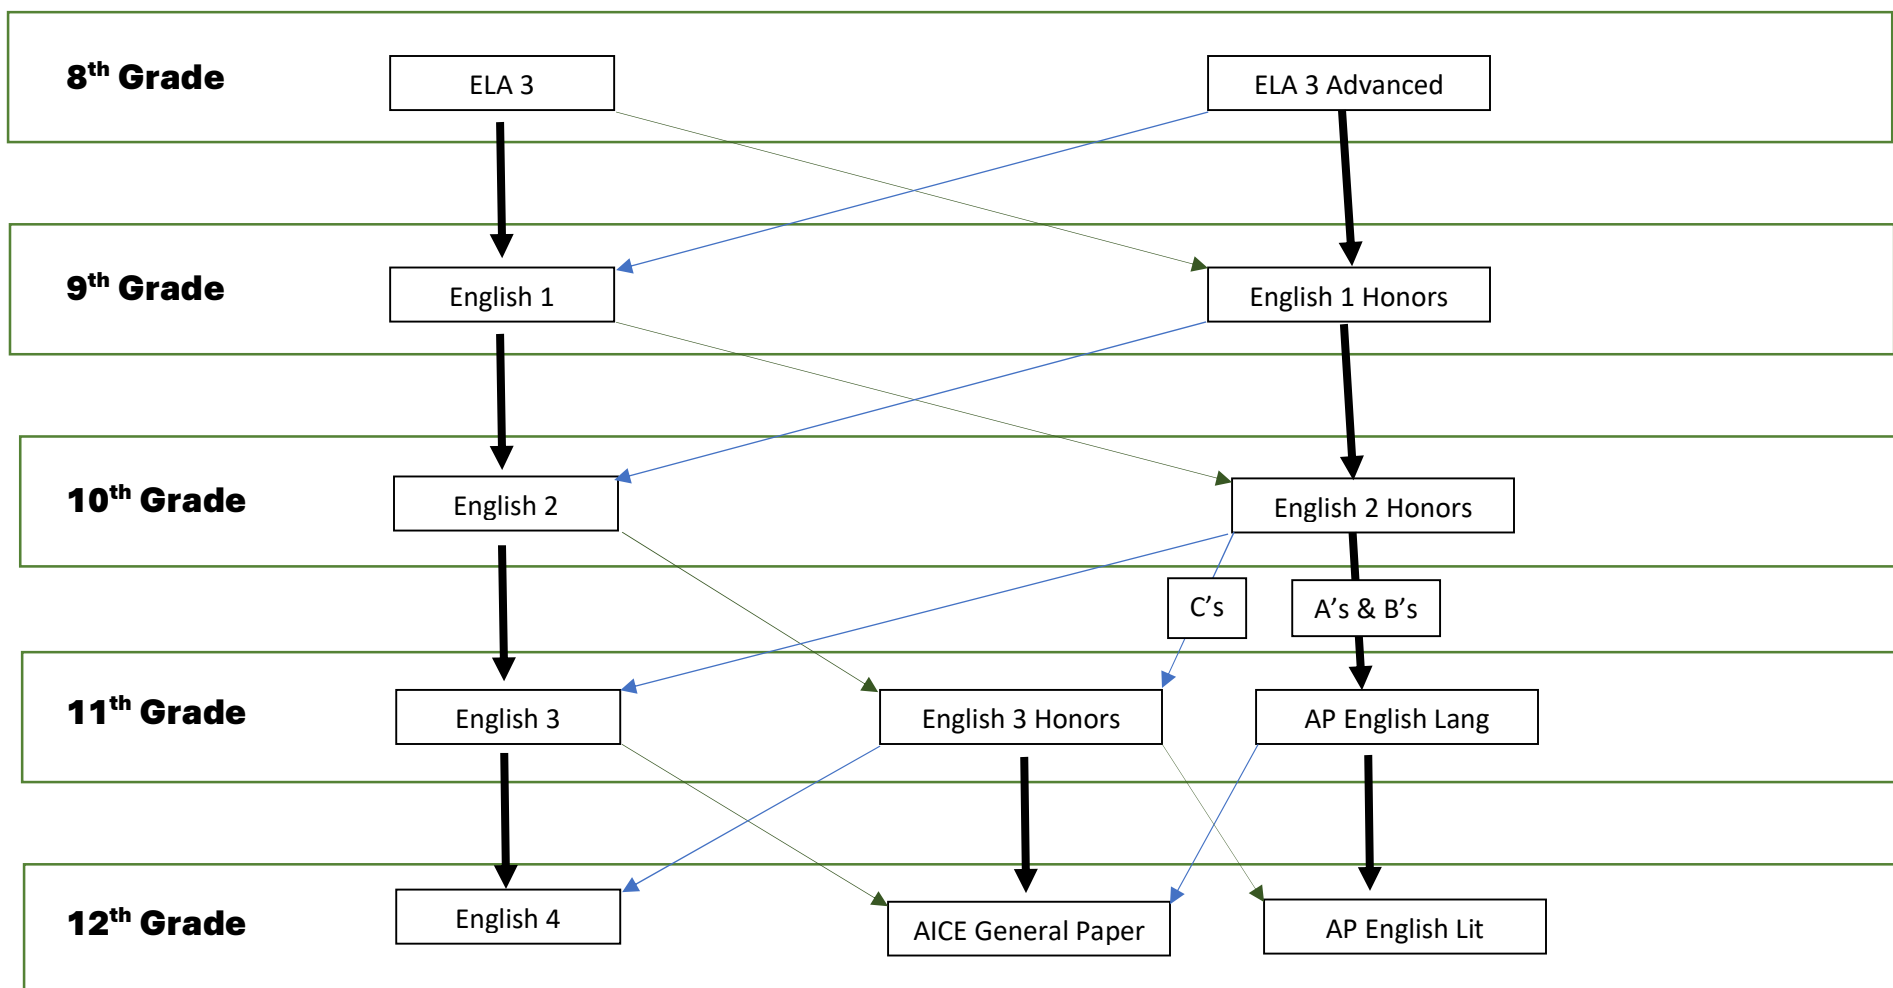 8th Grade
ELA 3
ELA 3 Advanced
9th Grade
English 1
English 1 Honors
10th Grade
English 2
English 2 Honors
C's
A's & B's
11th Grade
English 3
English 3 Honors
AP English Lang
12th Grade
English 4
AICE General Paper
AP English Lit